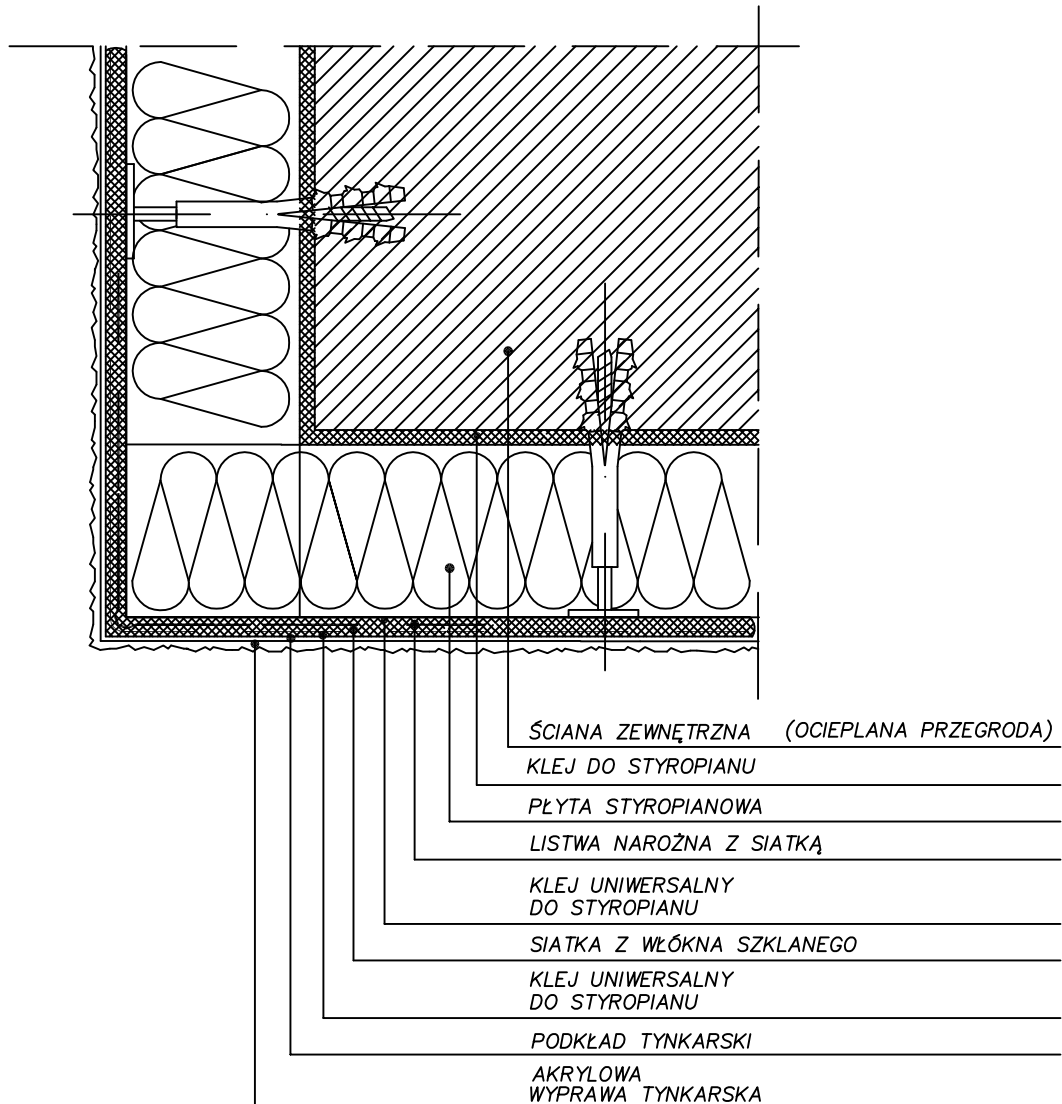 ŚCIANA ZEWNĘTRZNA (OCIEPLANA PRZEGRODA)
KLEJ DO STYROPIANU
PŁYTA STYROPIANOWA
LISTWA NAROŻNA Z SIATKĄ
KLEJ UNIWERSALNY
DO STYROPIANU
SIATKA Z WŁÓKNA SZKLANEGO
KLEJ UNIWERSALNY
DO STYROPIANU
PODKŁAD TYNKARSKI
AKRYLOWA
WYPRAWA TYNKARSKA